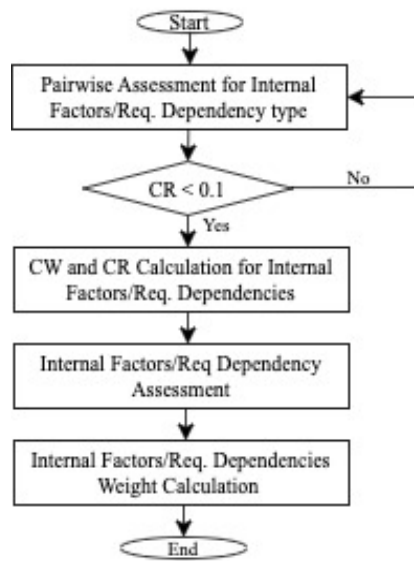 Start
Pairwise Assessment for Internal
Factors/Req. Dependency type
CR < 0.1
No
Yes
CW and CR Calculation for Internal
Factors/Req. Dependencies
Internal Factors/Req Dependency
Assessment
Internal Factors/Req. Dependencies
Weight Calculation
End